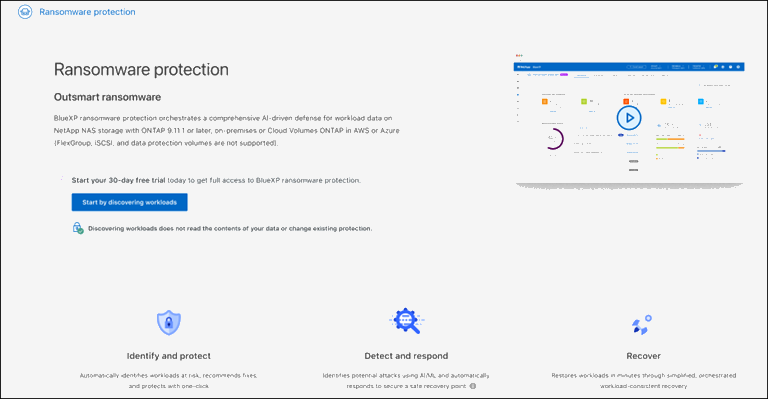 Ransomware protection
Ransomware protection
Outsmart ransomware
BlueXP ransomware protection orchestrates a comprehensive AI-driven defense for workload data on
NetApp NAS storage with ONTAP 9.11.1 or later, on-premises or Cloud Volumes ONTAP in AWS or Azure
(FlexGroup, iSCSI, and data protection volumes are not supported).
Start your 30-day free trial today to get full access to BlueXP ransomware protection.
Start by discovering workloads
Discovering workloads does not read the contents of your data or change existing protection.
Identify and protect
Automatically identifies workloads at risk, recommends fixes,
and protects with one-click.
Detect and respond
Identifies potential attacks using AI/ML and automatically
responds to secure a safe recovery point
Recover
Restores workloads in minutes through simplified, orchestrated
workload-consistent recovery